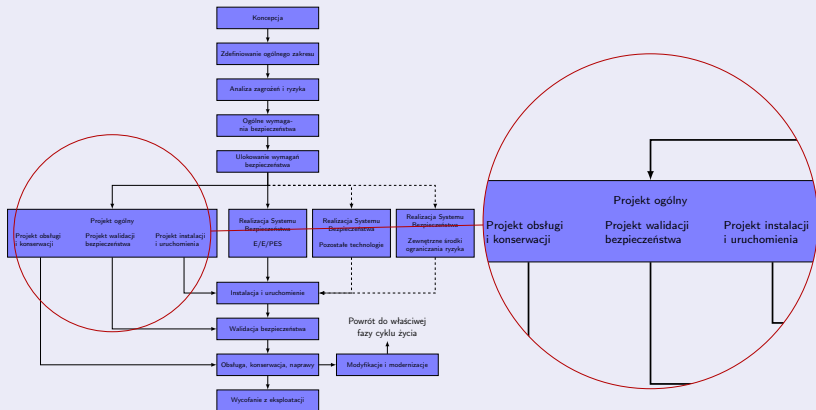 Koncepcja
Zdefiniowanie ogólnego zakresu
Analiza zagrożeń i ryzyka
Ogólne wymaga-
nia bezpieczeństwa
Ulokowanie wymagań
bezpieczeństwa
Projekt ogólny
Projekt obsługi
i konserwacji
Projekt walidacji
bezpieczeństwa
Projekt instalacji
i uruchomienia
Realizacja Systemu
Bezpieczeństwa
E/E/PES
Realizacja Systemu
Bezpieczeństwa
Pozostałe technologie
Realizacja Systemu
Bezpieczeństwa
Zewnętrzne środki
ograniczania ryzyka
Instalacja i uruchomienie
Walidacja bezpieczeństwa
Powrót do właściwej
fazy cyklu życia
Obsługa, konserwacja, naprawy
Modyfikacje i modernizacja
Wycofanie z eksploatacji
Projekt ogólny
Projekt obsługi
i konserwacji
Projekt walidacji
bezpieczeństwa
Projekt instalacji
i uruchomienia